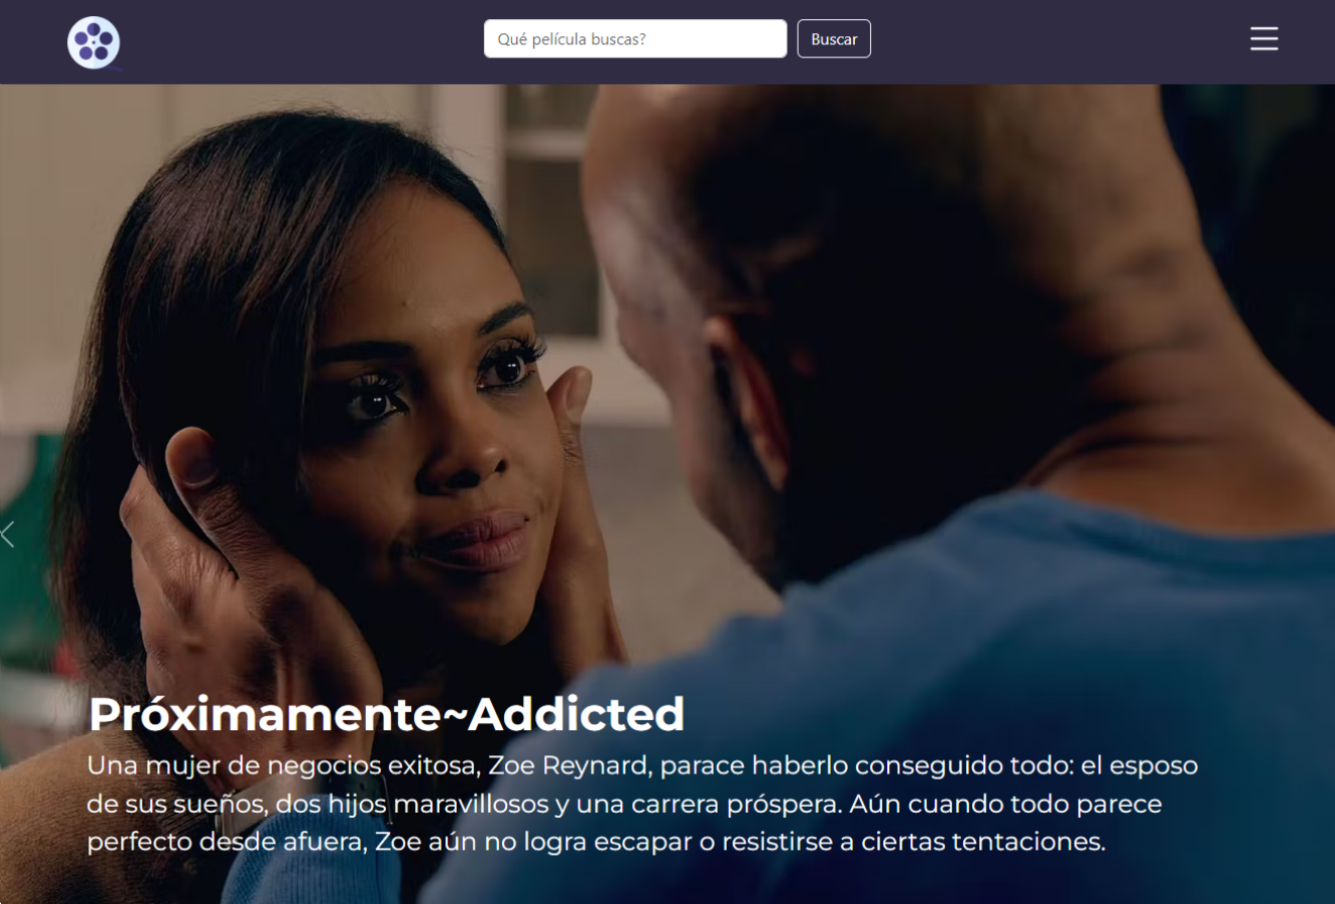 Qué película buscas? Buscar
Próximamente~Addicted
Una mujer de negocios exitosa, Zoe Reynard, parace haberlo conseguido todo: el esposo
de sus sueños, dos hijos maravillosos y una carrera próspera. Aún cuando todo parece
perfecto desde afuera, Zoe aún no logra escapar o resistirse a ciertas tentaciones.